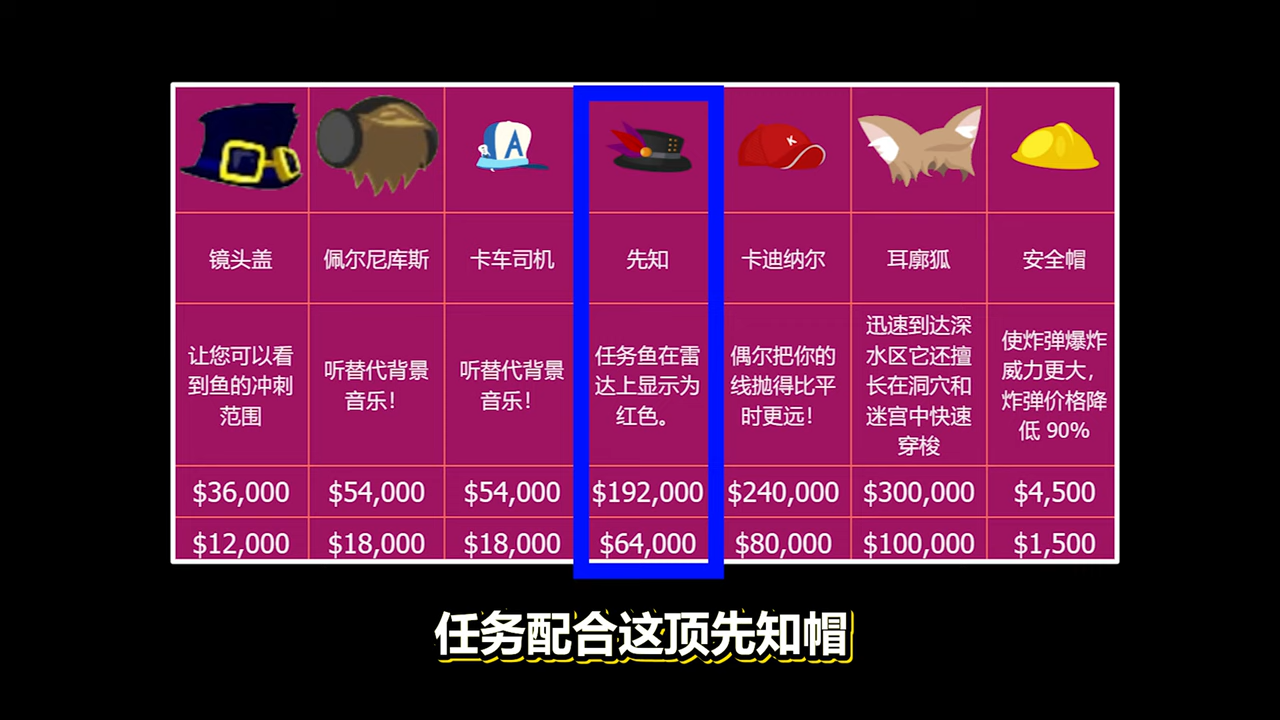 A
K
镜头盖
佩尔尼库斯
卡车司机
先知
卡迪纳尔
耳廓狐
安全帽
让您可以看
到鱼的冲刺
范围
听替代背景
音乐！
听替代背景
音乐！
任务鱼在雷
达上显示为
红色。
偶尔把你的
线抛得比平
时更远！
迅速到达深
水区它还擅
长在洞穴和
迷宫中快速
穿梭
使炸弹爆炸
威力更大，
炸弹价格降
低 90%
$36,000
$54,000
$54,000
$192,000
$240,000
$300,000
$4,500
$12,000
$18,000
$18,000
$64,000
$80,000
$100,000
$1,500
任务配合这顶先知帽